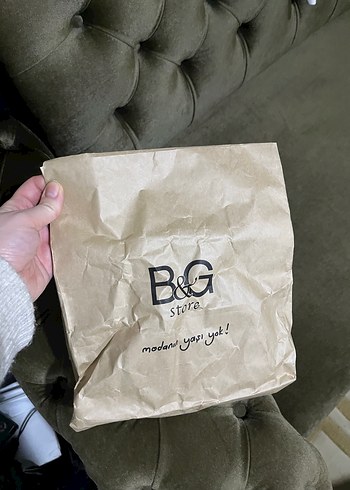 B&G
store
modanın yaşı yok!